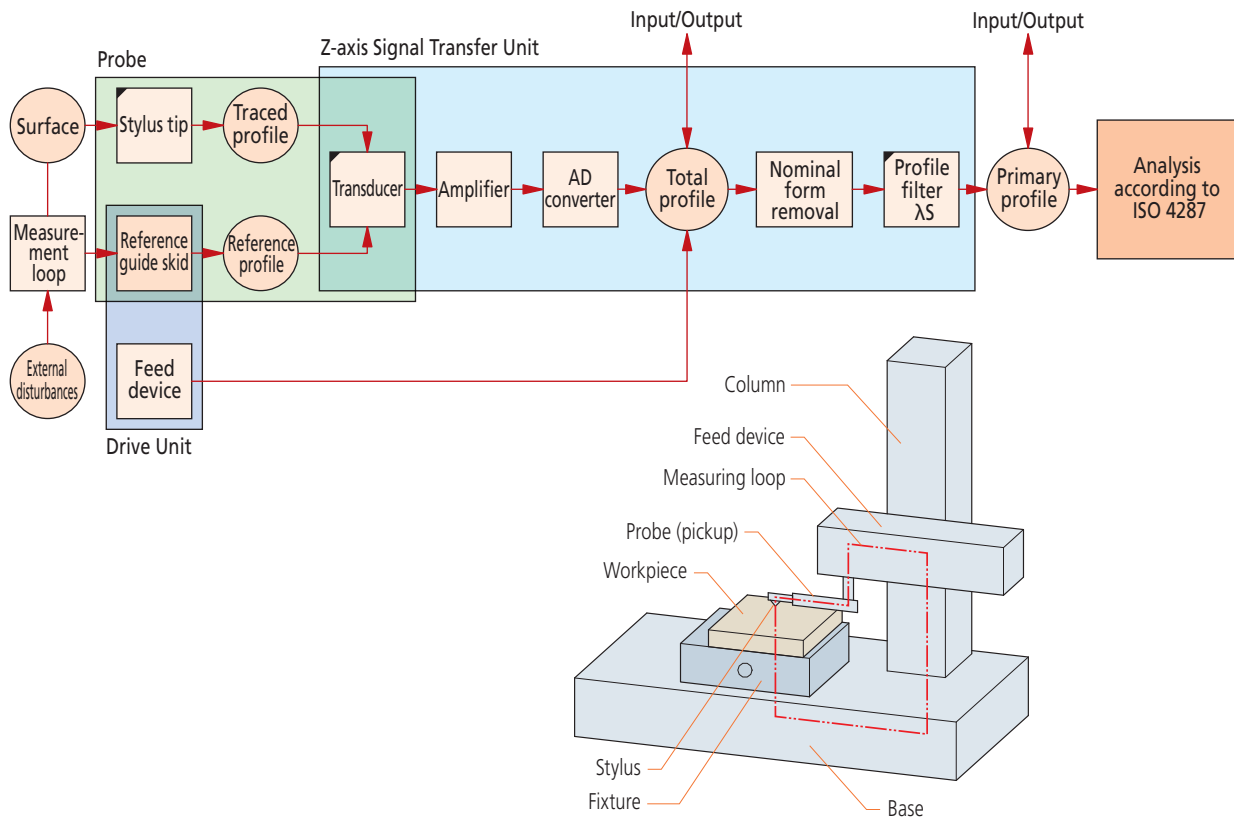 Input/Output
Input/Output
Z-axis Signal Transfer Unit
Probe
Surface
Stylus tip
Traced
profile
Transducer
Amplifier
AD
converter
Total
profile
Nominal
form
removal
Profile
filter
λS
Primary
profile
Analysis
according to
ISO 4287
Measure-
ment
loop
Reference
guide skid
Reference
profile
External
disturbances
Feed
device
Drive Unit
Column
Feed device
Measuring loop
Probe (pickup)
Workpiece
Stylus
Fixture
Base